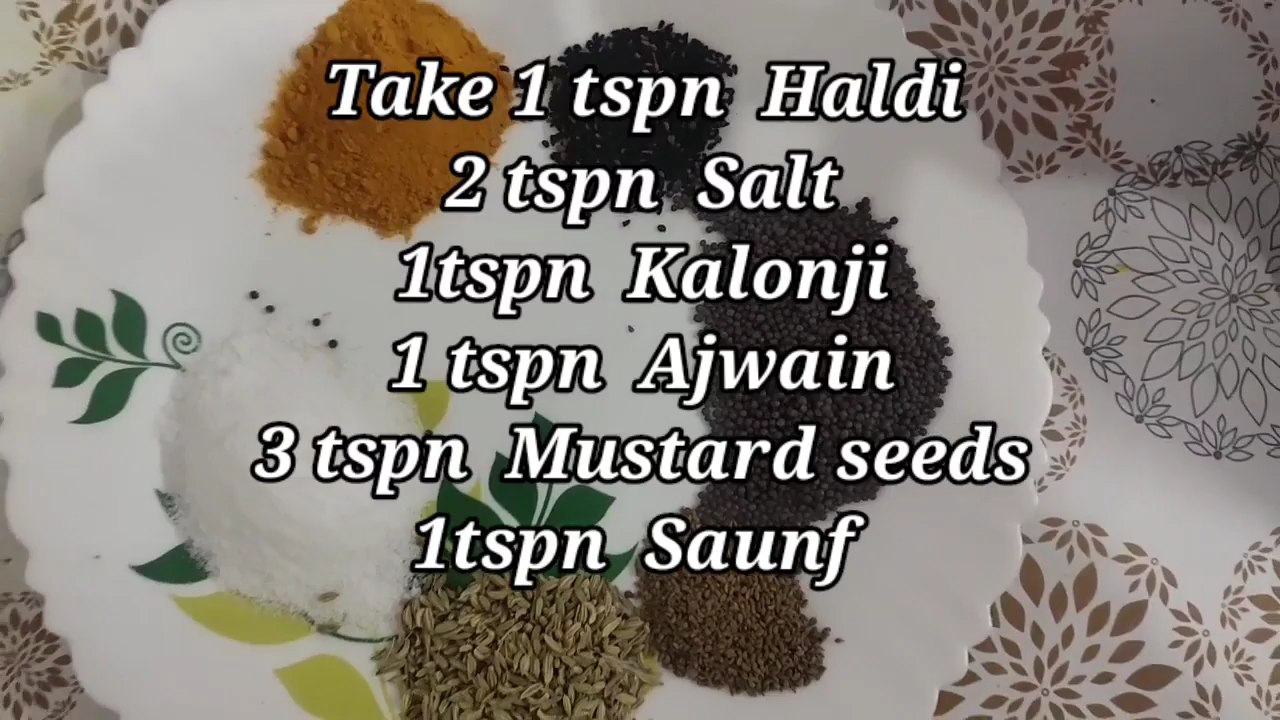 Take 1 tspn Haldi
2 tspn Salt
1tspn Kalonji
1 tspn Ajwain
3 tspn Mustard seeds
1tspn Saunf